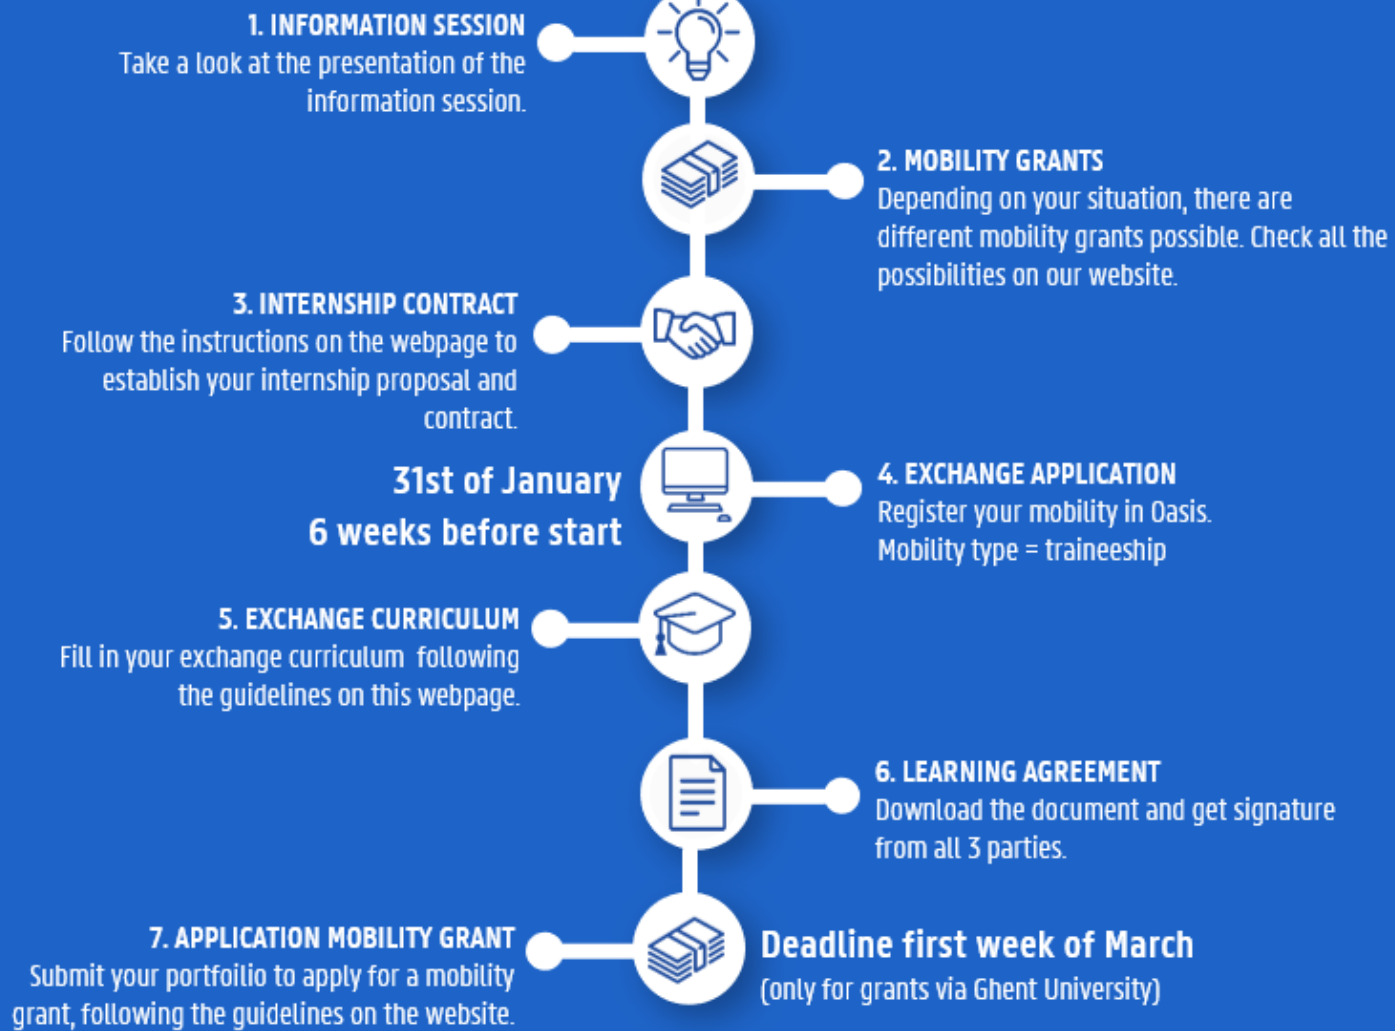 1. INFORMATION SESSION
Take a look at the presentation of the
information session.
2. MOBILITY GRANTS
Depending on your situation, there are
different mobility grants possible. Check all the
possibilities on our website.
3. INTERNSHIP CONTRACT
Follow the instructions on the webpage to
establish your internship proposal and
contract.
31st of January
6 weeks before start
4. EXCHANGE APPLICATION
Register your mobility in Oasis.
Mobility type = traineeship
5. EXCHANGE CURRICULUM
Fill in your exchange curriculum  following
the guidelines on this webpage.
6. LEARNING AGREEMENT
Download the document and get signature
from all 3 parties.
7. APPLICATION MOBILITY GRANT
Submit your portfoilio to apply for a mobility
grant, following the guidelines on the website.
Deadline first week of March
(only for grants via Ghent University)